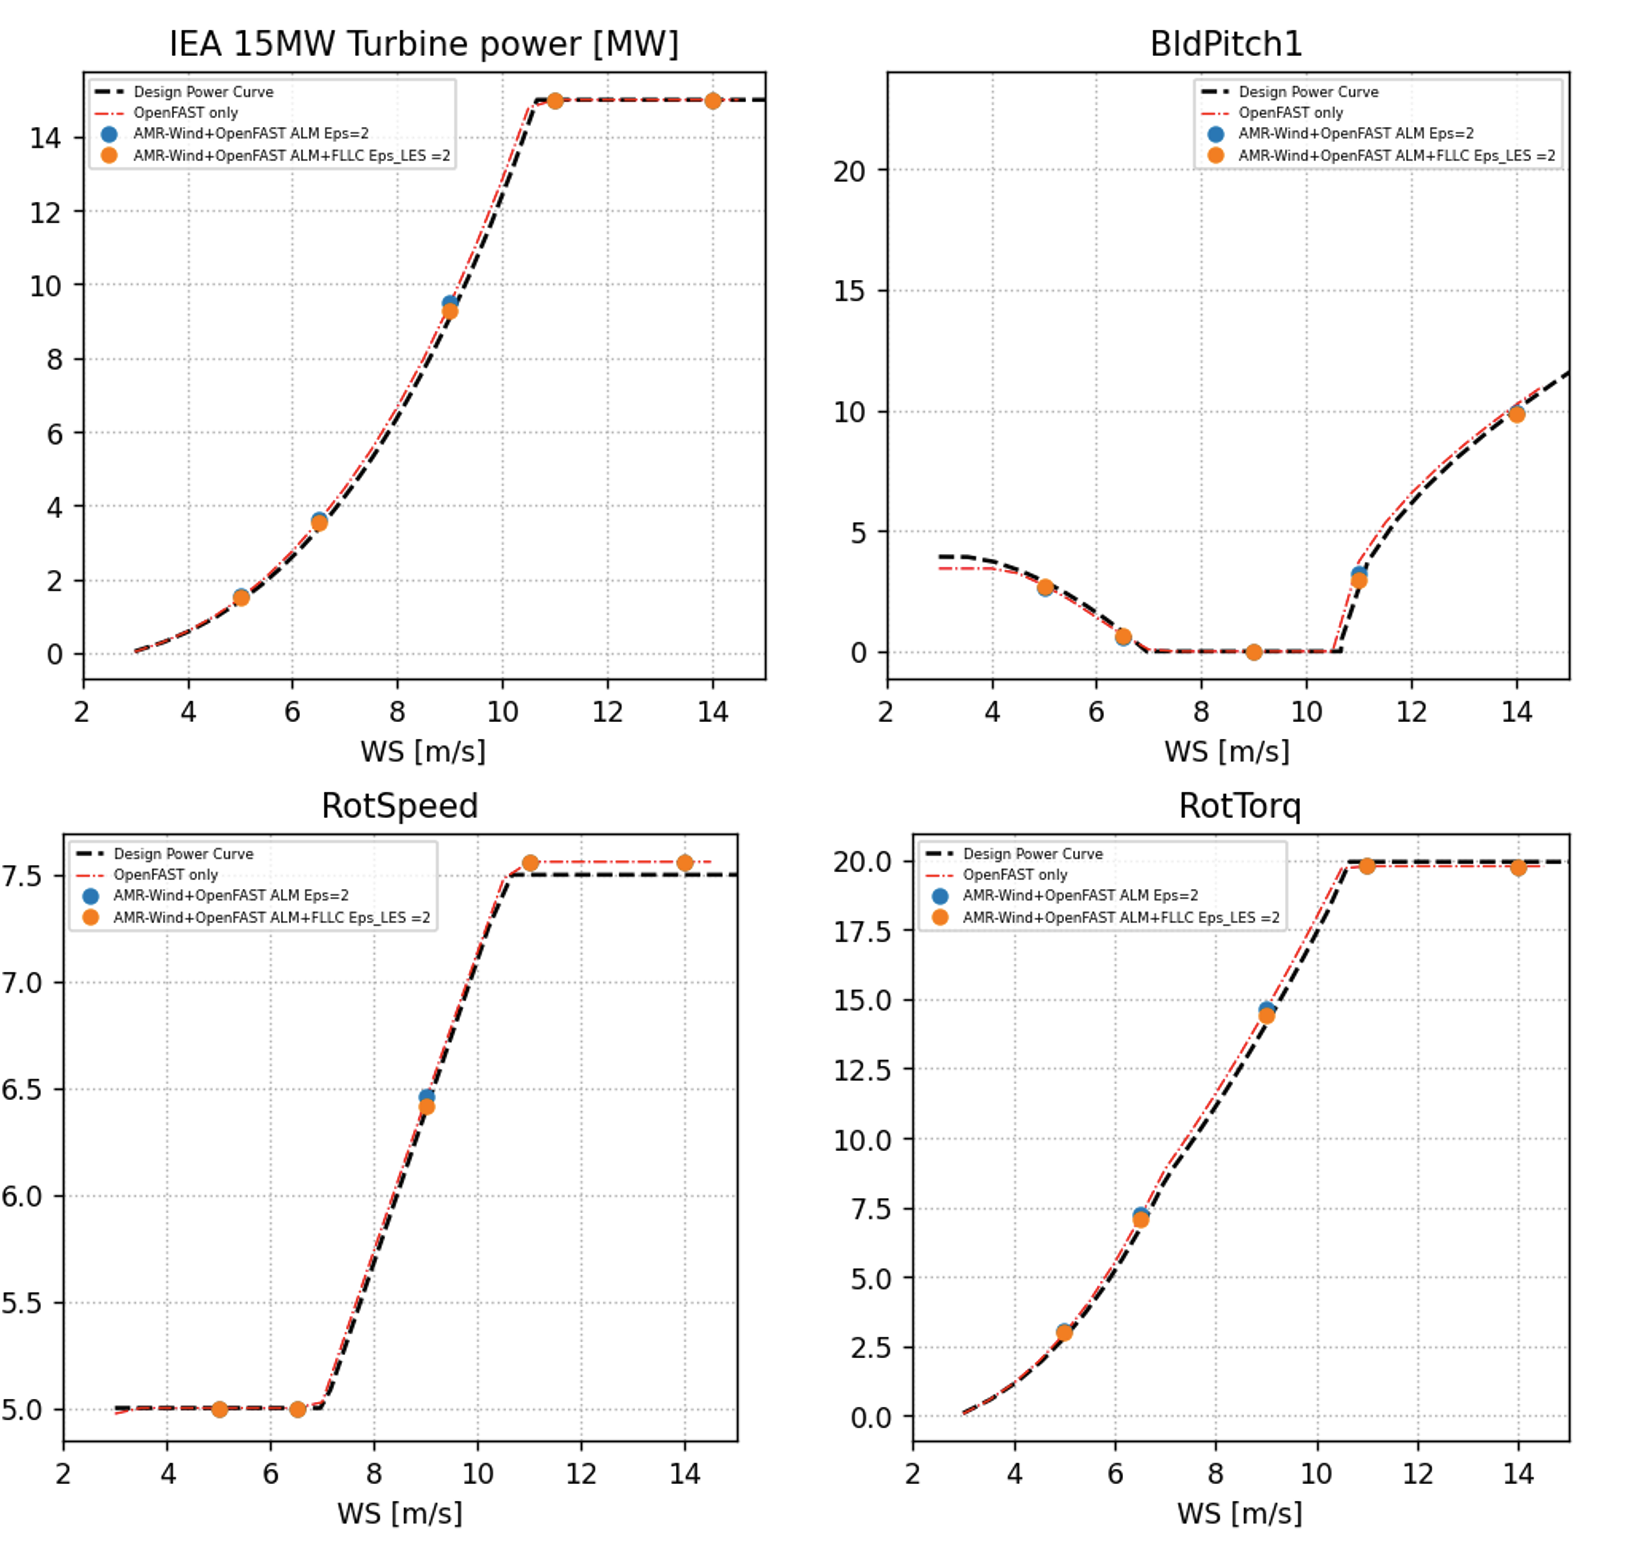 IEA 15MW Turbine power [MW]
Design Power Curve
OpenFAST only
AMR-Wind+OpenFAST ALM Eps=2
AMR-Wind+OpenFAST ALM+FLLC Eps_LES =2
14
12
10
8
6
4
2
0
2 4 6 8 10 12 14
WS [m/s]
BldPitch1
Design Power Curve
OpenFAST only
AMR-Wind+OpenFAST ALM Eps=2
AMR-Wind+OpenFAST ALM+FLLC Eps_LES =2
20
15
10
5
0
2 4 6 8 10 12 14
WS [m/s]
RotSpeed
Design Power Curve
OpenFAST only
AMR-Wind+OpenFAST ALM Eps=2
AMR-Wind+OpenFAST ALM+FLLC Eps_LES =2
7.5
7.0
6.5
6.0
5.5
5.0
2 4 6 8 10 12 14
WS [m/s]
RotTorq
Design Power Curve
OpenFAST only
AMR-Wind+OpenFAST ALM Eps=2
AMR-Wind+OpenFAST ALM+FLLC Eps_LES =2
20.0
17.5
15.0
12.5
10.0
7.5
5.0
2.5
0.0
2 4 6 8 10 12 14
WS [m/s]